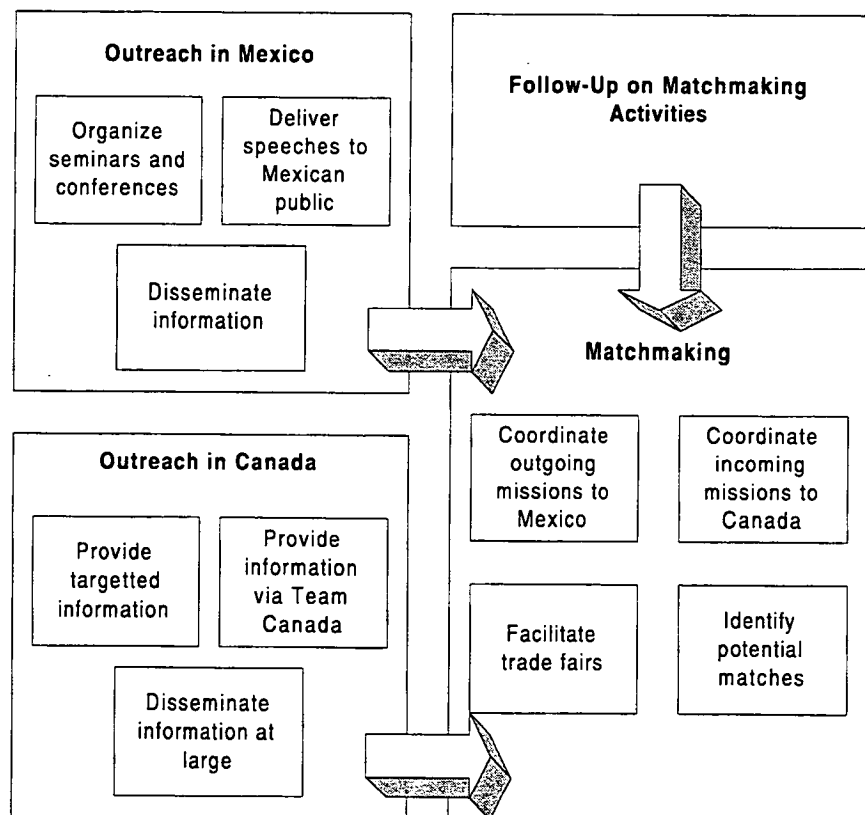 Outreach in Mexico
Organize
seminars and
conferences
Deliver
speeches to
Mexican
public
Disseminate
information
Follow-Up on Matchmaking
Activities
Matchmaking
Coordinate
outgoing
missions to
Mexico
Coordinate
incoming
missions to
Canada
Facilitate
trade fairs
Identify
potential
matches
Outreach in Canada
Provide
targetted
information
Provide
information
via Team
Canada
Disseminate
information at
large